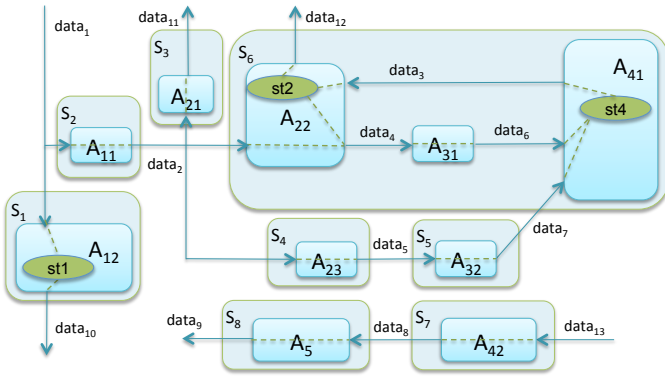 data₁
data₁₁
data₁₂
S₃
S₆
A₂₁
st2
A₂₂
data₃
A₄₁
st4
S₂
A₁₁
data₂
data₄
A₃₁
data₆
S₁
A₁₂
st1
S₄
A₂₃
data₅
S₅
A₃₂
data₇
data₁₀
data₉
S₈
A₅
data₈
S₇
A₄₂
data₁₃